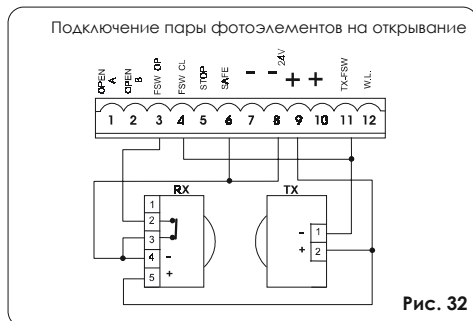 Подключение пары фотоэлементов на открывание
OPEN A
OPEN B
FSW OP
FSW CL
STOP
SAFE
-
-
24V
+
+
TX-FSW
W.L.
1 2 3 4 5 6 7 8 9 10 11 12
RX
TX
1
2
3
4 -
5 +
- 1
+ 2
Рис. 32